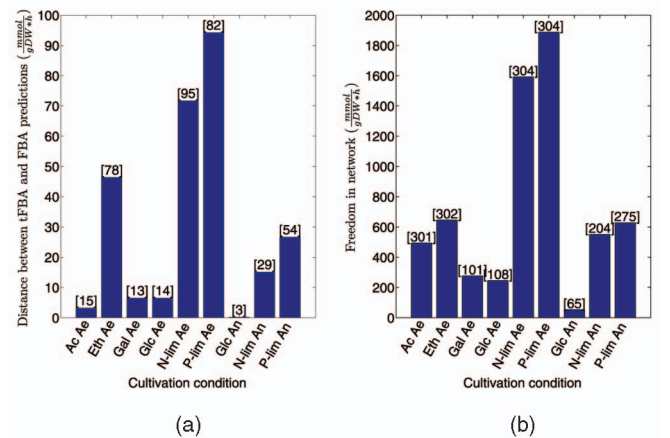 Distance between tFBA and FBA predictions (mmol/gDW*h)
100
90
80
70
60
50
40
30
20
10
0
[15]
[78]
[13]
[14]
[95]
[82]
[3]
[29]
[54]
Ac Ae
Eth Ae
Gal Ae
Glc Ae
N-lim Ae
P-lim Ae
Glc An
N-lim An
P-lim An
Cultivation condition
(a)
Freedom in network (mmol/gDW*h)
2000
1800
1600
1400
1200
1000
800
600
400
200
0
[301]
[302]
[101]
[108]
[304]
[304]
[65]
[204]
[275]
Ac Ae
Eth Ae
Gal Ae
Glc Ae
N-lim Ae
P-lim Ae
Glc An
N-lim An
P-lim An
Cultivation condition
(b)